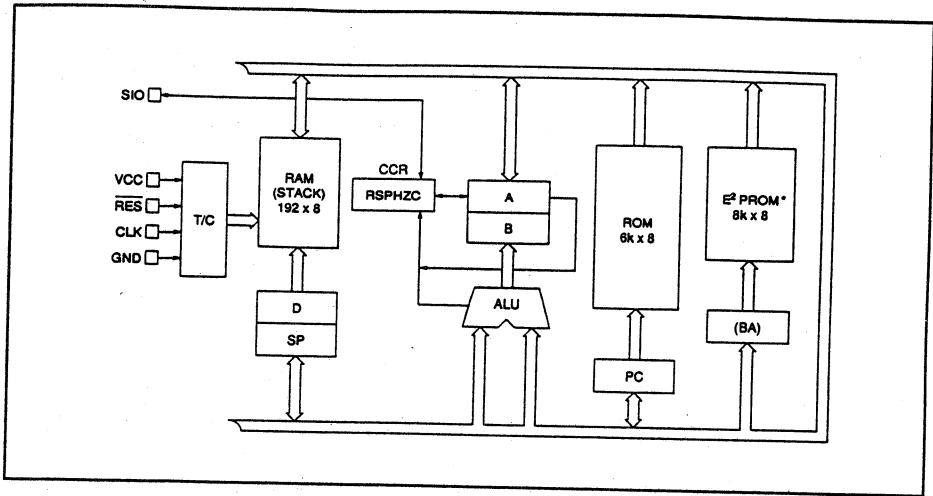 SIO
VCC
RES
CLK
GND
T/C
RAM
(STACK)
192 x 8
D
SP
CCR
RSPHZC
A
B
ALU
ROM
6k x 8
PC
E² PROM*
8k x 8
(BA)